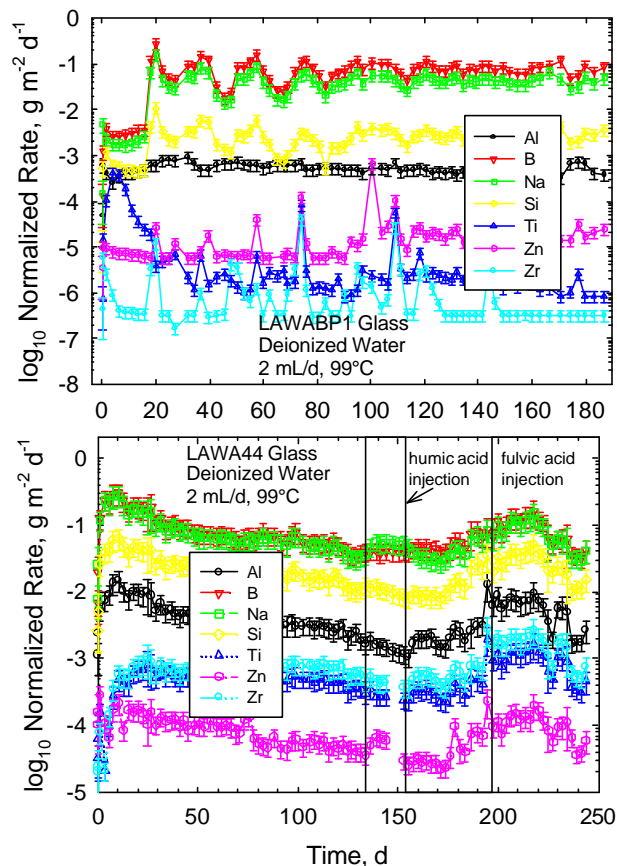 log₁₀ Normalized Rate, g m⁻² d⁻¹
0
-1
-2
-3
-4
-5
-6
-7
-8
Al
B
Na
Si
Ti
Zn
Zr
LAWABP1 Glass
Deionized Water
2 mL/d, 99°C
0 20 40 60 80 100 120 140 160 180
log₁₀ Normalized Rate, g m⁻² d⁻¹
0
-1
-2
-3
-4
-5
LAWA44 Glass
Deionized Water
2 mL/d, 99°C
humic acid
injection
fulvic acid
injection
Al
B
Na
Si
Ti
Zn
Zr
0 50 100 150 200 250
Time, d